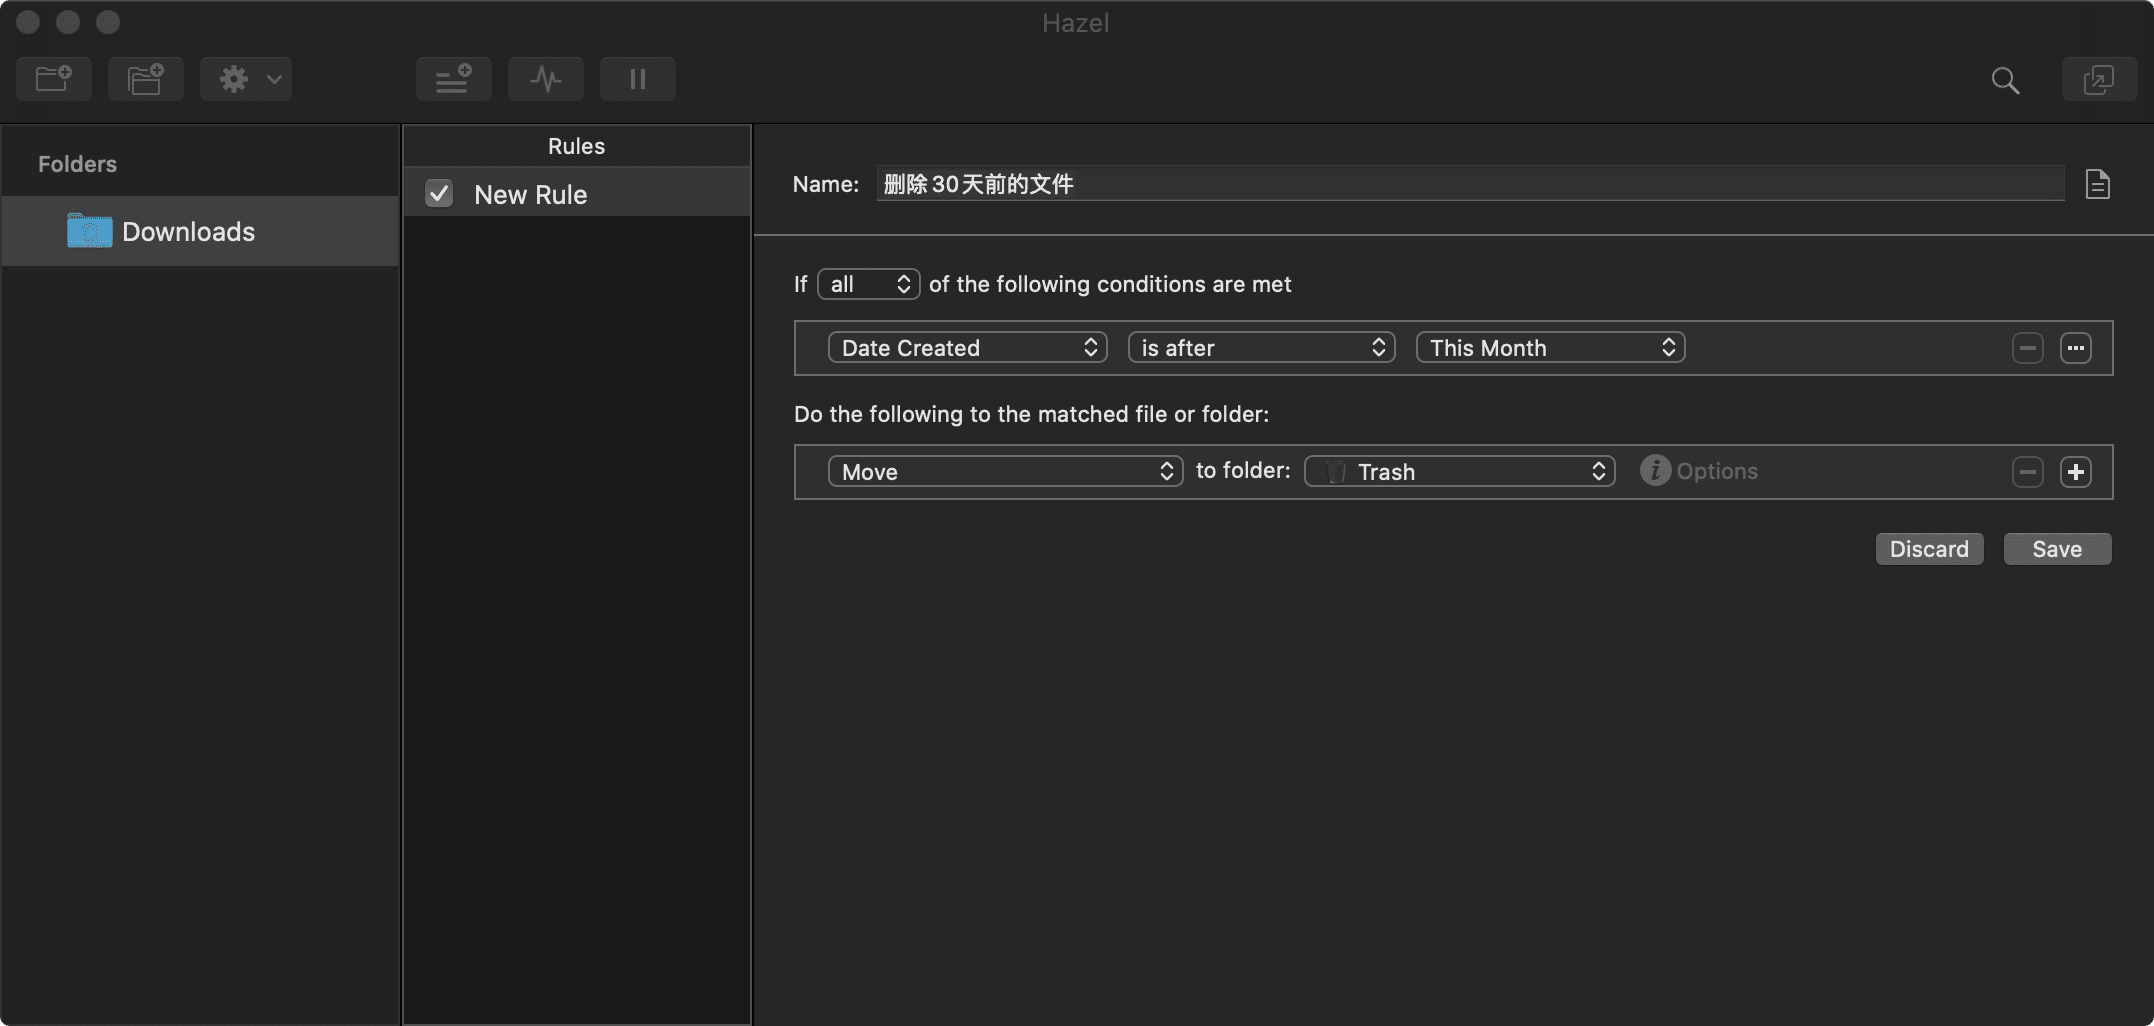 Hazel
Folders
Downloads
Rules
New Rule
Name: 删除30天前的文件
If all of the following conditions are met
Date Created is after This Month
Do the following to the matched file or folder:
Move to folder: Trash Options
Discard Save